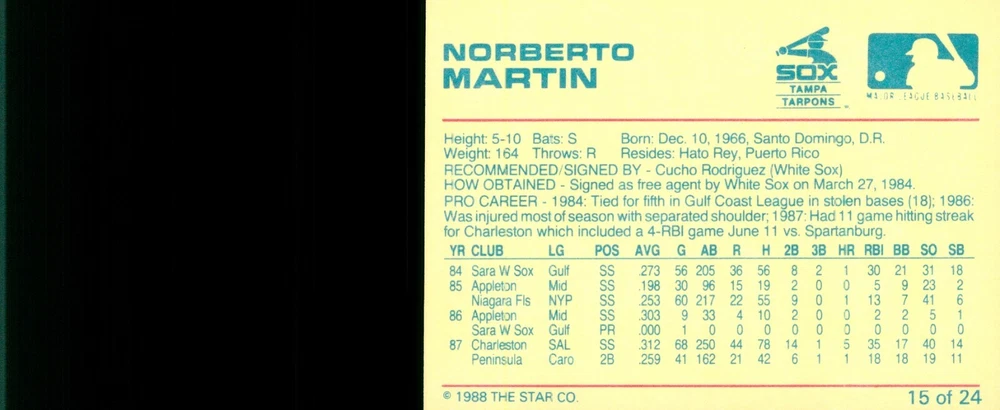 NORBERTO
MARTIN
SOX
TAMPA
TARPONS
MAJOR LEAGUE BASEBALL
Height: 5-10 Bats: S Born: Dec. 10, 1966, Santo Domingo, D.R.
Weight: 164 Throws: R Resides: Hato Rey, Puerto Rico
RECOMMENDED/SIGNED BY - Cucho Rodriguez (White Sox)
HOW OBTAINED - Signed as free agent by White Sox on March 27, 1984.
PRO CAREER - 1984: Tied for fifth in Gulf Coast League in stolen bases (18); 1986:
Was injured most of season with separated shoulder; 1987: Had 11 game hitting streak
for Charleston which included a 4-RBI game June 11 vs. Spartanburg.
YR CLUB LG POS AVG G AB R H 2B 3B HR RBI BB SO SB
84 Sara W Sox Gulf SS .273 56 205 36 56 8 2 1 30 21 31 18
85 Appleton Mid SS .198 30 96 15 19 2 0 0 5 9 23 2
Niagara Fls NYP SS .253 60 217 22 55 9 0 1 13 7 41 6
86 Appleton Mid SS .303 9 33 4 10 2 0 0 2 2 5 1
Sara W Sox Gulf PR .000 1 0 0 0 0 0 0 0 0 0 0
87 Charleston SAL SS .312 68 250 44 78 14 1 5 35 17 40 14
Peninsula Caro 2B .259 41 162 21 42 6 1 1 18 18 19 11
© 1988 THE STAR CO. 15 of 24